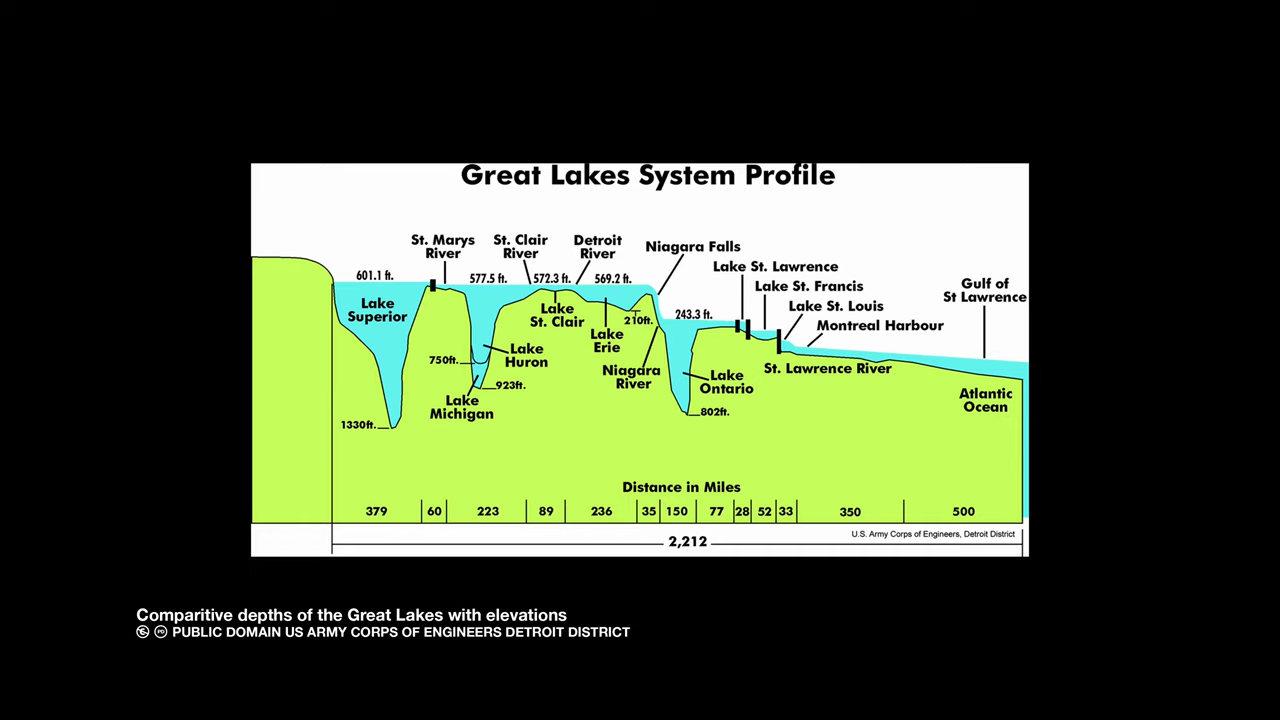 Great Lakes System Profile
St. Marys
River
St. Clair
River
Detroit
River
Niagara Falls
Lake St. Lawrence
Lake St. Francis
Lake St. Louis
Montreal Harbour
Gulf of
St Lawrence
601.1 ft.
577.5 ft.
572.3 ft.
569.2 ft.
243.3 ft.
Lake
Superior
Lake
St. Clair
210ft.
Lake
Erie
750ft.
Lake
Huron
Niagara
River
Lake
Ontario
St. Lawrence River
923ft.
Lake
Michigan
Atlantic
Ocean
1330ft.
802ft.
Distance in Miles
379 60 223 89 236 35 150 77 28 52 33 350 500
U.S. Army Corps of Engineers, Detroit District
2,212
Comparitive depths of the Great Lakes with elevations
PD PUBLIC DOMAIN US ARMY CORPS OF ENGINEERS DETROIT DISTRICT